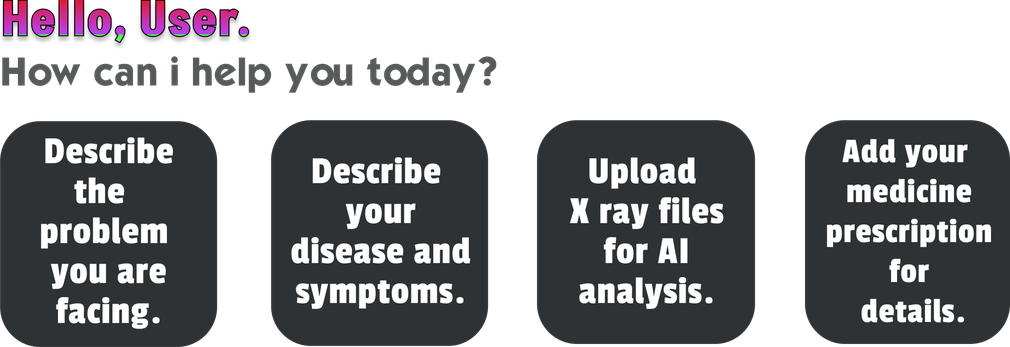 Hello, User.
How can i help you today?
Describe
the
problem
you are
facing.
Describe
your
disease and
symptoms.
Upload
X ray files
for AI
analysis.
Add your
medicine
prescription
for
details.